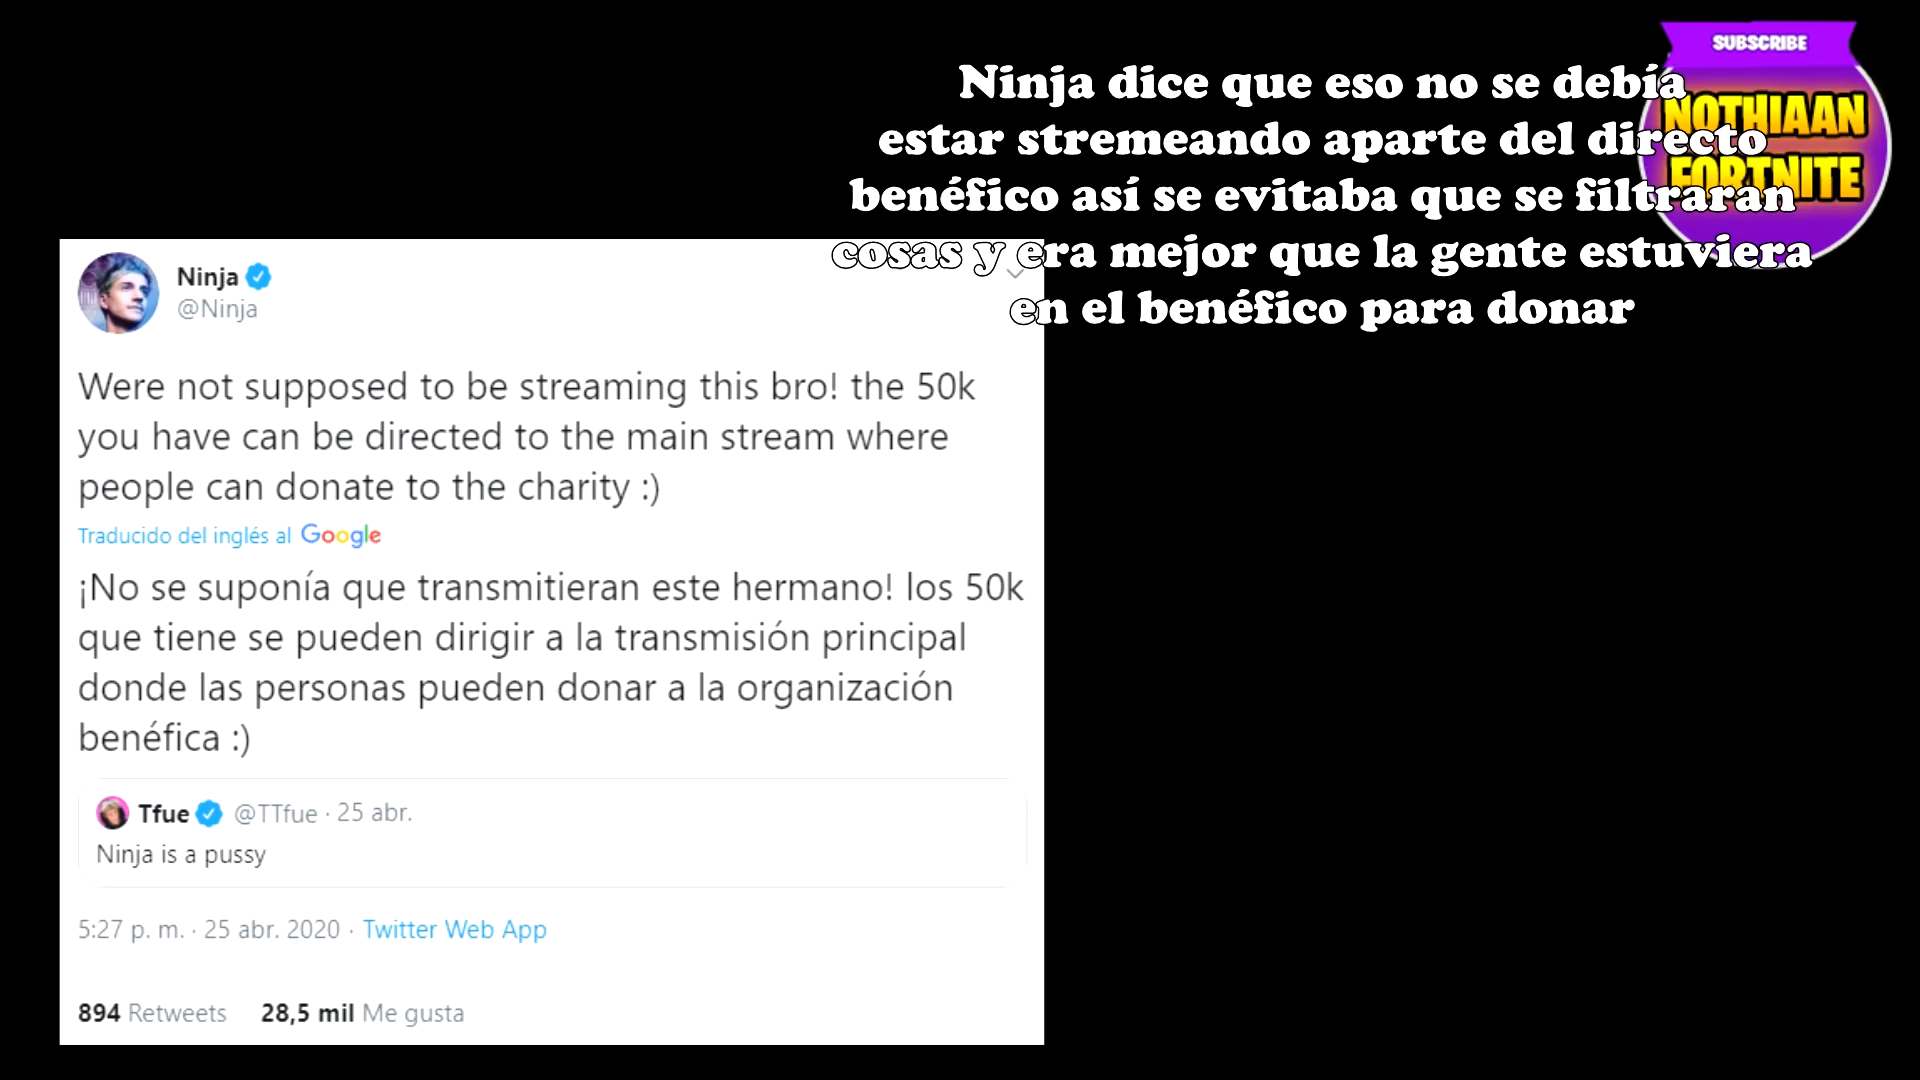 SUBSCRIBE
NOTHIAAN
FORTNITE
Ninja dice que eso no se debía
estar stremeando aparte del directo
benéfico así se evitaba que se filtraran
cosas y era mejor que la gente estuviera
en el benéfico para donar
Ninja
@Ninja
Were not supposed to be streaming this bro! the 50k
you have can be directed to the main stream where
people can donate to the charity :)
Traducido del inglés al Google
¡No se suponía que transmitieran este hermano! los 50k
que tiene se pueden dirigir a la transmisión principal
donde las personas pueden donar a la organización
benéfica :)
Tfue @TTfue · 25 abr.
Ninja is a pussy
5:27 p. m. · 25 abr. 2020 · Twitter Web App
894 Retweets 28,5 mil Me gusta